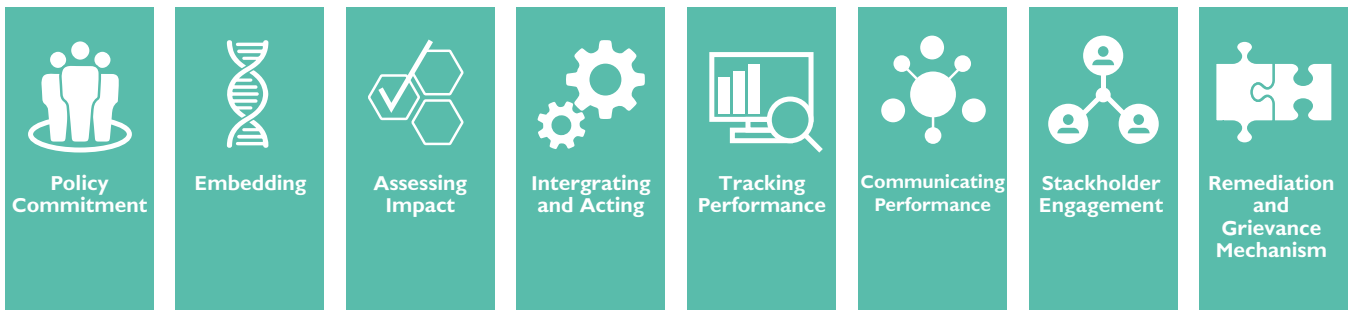 Policy
Commitment
Embedding
Assessing
Impact
Intergrating
and Acting
Tracking
Performance
Communicating
Performance
Stackholder
Engagement
Remediation
and
Grievance
Mechanism